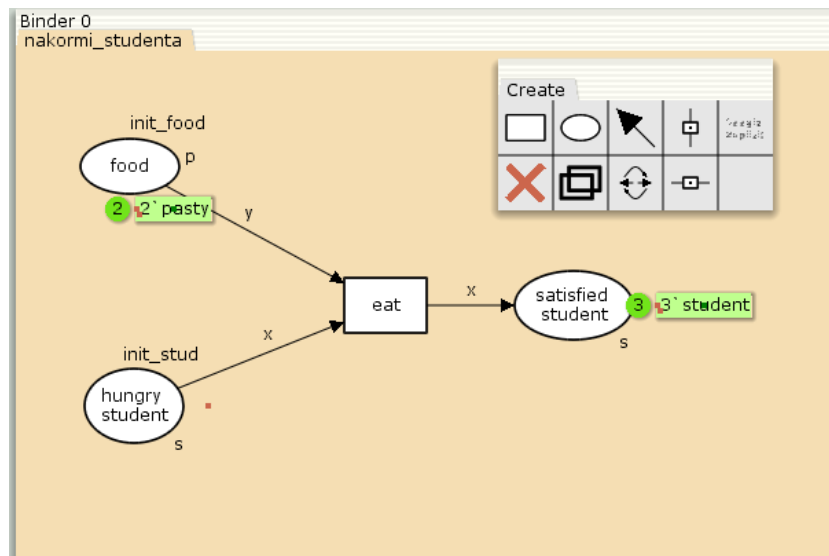 Binder 0
nakormi_studenta
Create
init_food
food
p
2
2`pasty
y
eat
x
satisfied
student
3
3`student
s
x
init_stud
hungry
student
s